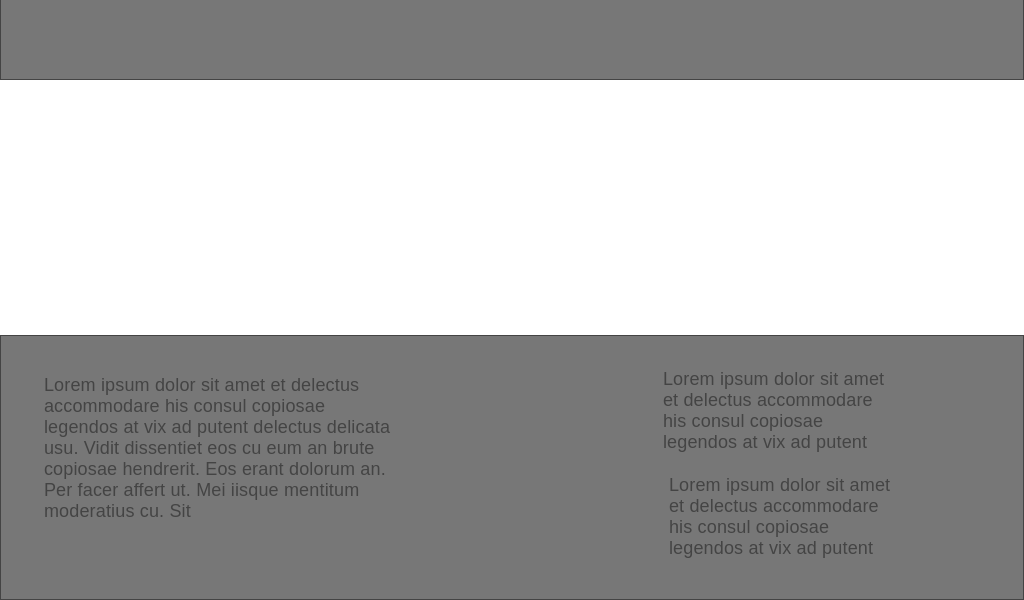 Lorem ipsum dolor sit amet et delectus
accommodare his consul copiosae
legendos at vix ad putent delectus delicata
usu. Vidit dissentiet eos cu eum an brute
copiosae hendrerit. Eos erant dolorum an.
Per facer affert ut. Mei iisque mentitum
moderatius cu. Sit
Lorem ipsum dolor sit amet
et delectus accommodare
his consul copiosae
legendos at vix ad putent
Lorem ipsum dolor sit amet
et delectus accommodare
his consul copiosae
legendos at vix ad putent